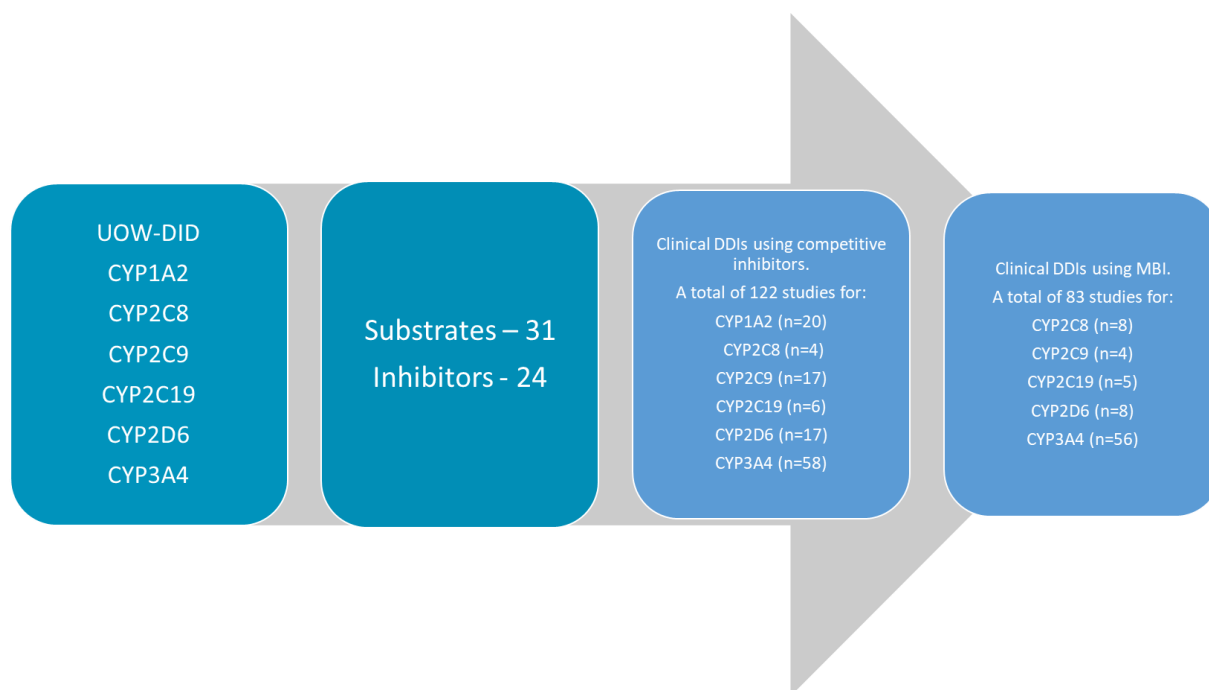 UOW-DID
CYP1A2
CYP2C8
CYP2C9
CYP2C19
CYP2D6
CYP3A4
Substrates – 31
Inhibitors - 24
Clinical DDIs using competitive
inhibitors.
A total of 122 studies for:
CYP1A2 (n=20)
CYP2C8 (n=4)
CYP2C9 (n=17)
CYP2C19 (n=6)
CYP2D6 (n=17)
CYP3A4 (n=58)
Clinical DDIs using MBI.
A total of 83 studies for:
CYP2C8 (n=8)
CYP2C9 (n=4)
CYP2C19 (n=5)
CYP2D6 (n=8)
CYP3A4 (n=56)